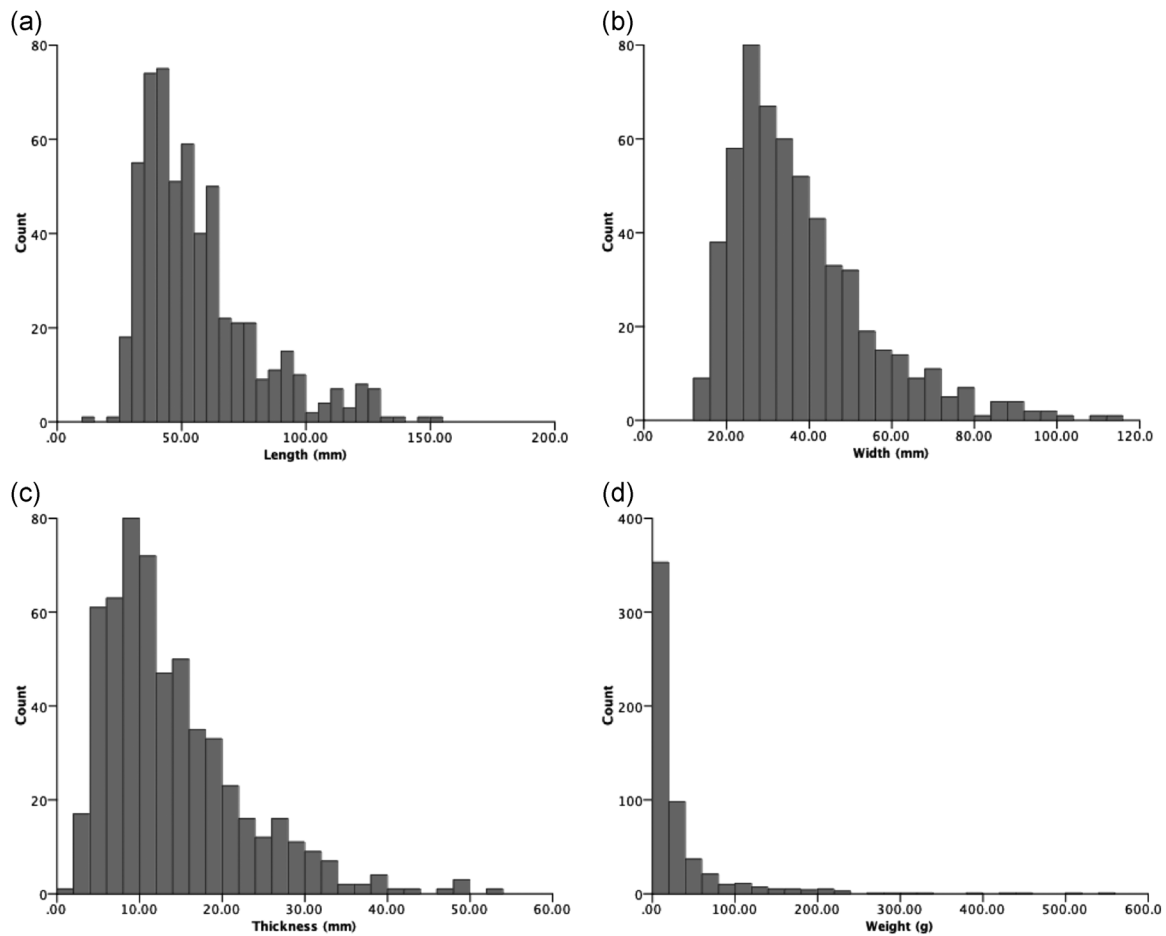 (a)
80
60
40
20
0
Count
.00 50.00 100.00 150.00 200.0
Length (mm)
(b)
80
60
40
20
0
Count
.00 20.00 40.00 60.00 80.00 100.00 120.0
Width (mm)
(c)
80
60
40
20
0
Count
.00 10.00 20.00 30.00 40.00 50.00 60.00
Thickness (mm)
(d)
400
300
200
100
0
Count
.00 100.00 200.00 300.00 400.00 500.00 600.0
Weight (g)